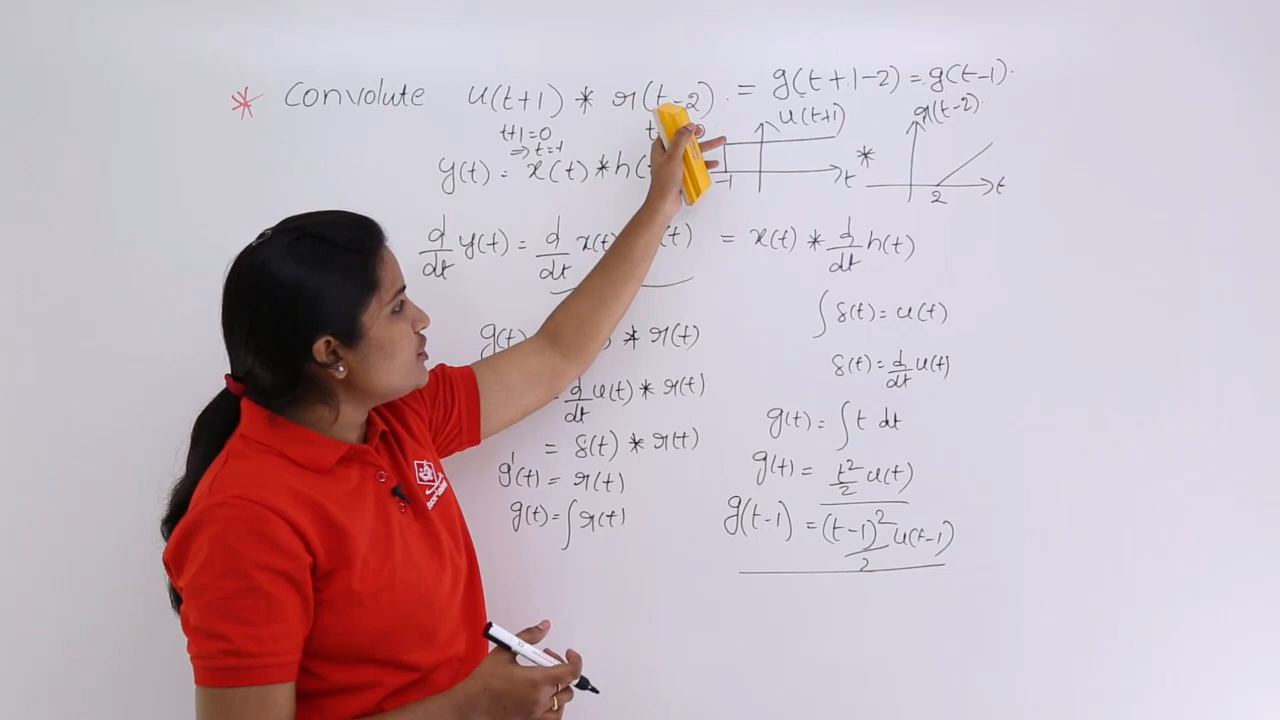 * Convolute u(t+1) * r(t-2) = g(t+1-2) = g(t-1)
t+1=0
⇒ t=-1
u(t+1)
-1
t
*
r(t-2)
2
t
y(t) = x(t) * h(
d/dt y(t) = d/dt x(t) (t) = x(t) * d/dt h(t)
g(t) * r(t)
= d/dt u(t) * r(t)
= δ(t) * r(t)
g'(t) = r(t)
g(t) = ∫ r(t)
∫ δ(t) = u(t)
δ(t) = d/dt u(t)
g(t) = ∫ t dt
g(t) = t²/2 u(t)
g(t-1) = (t-1)²/2 u(t-1)